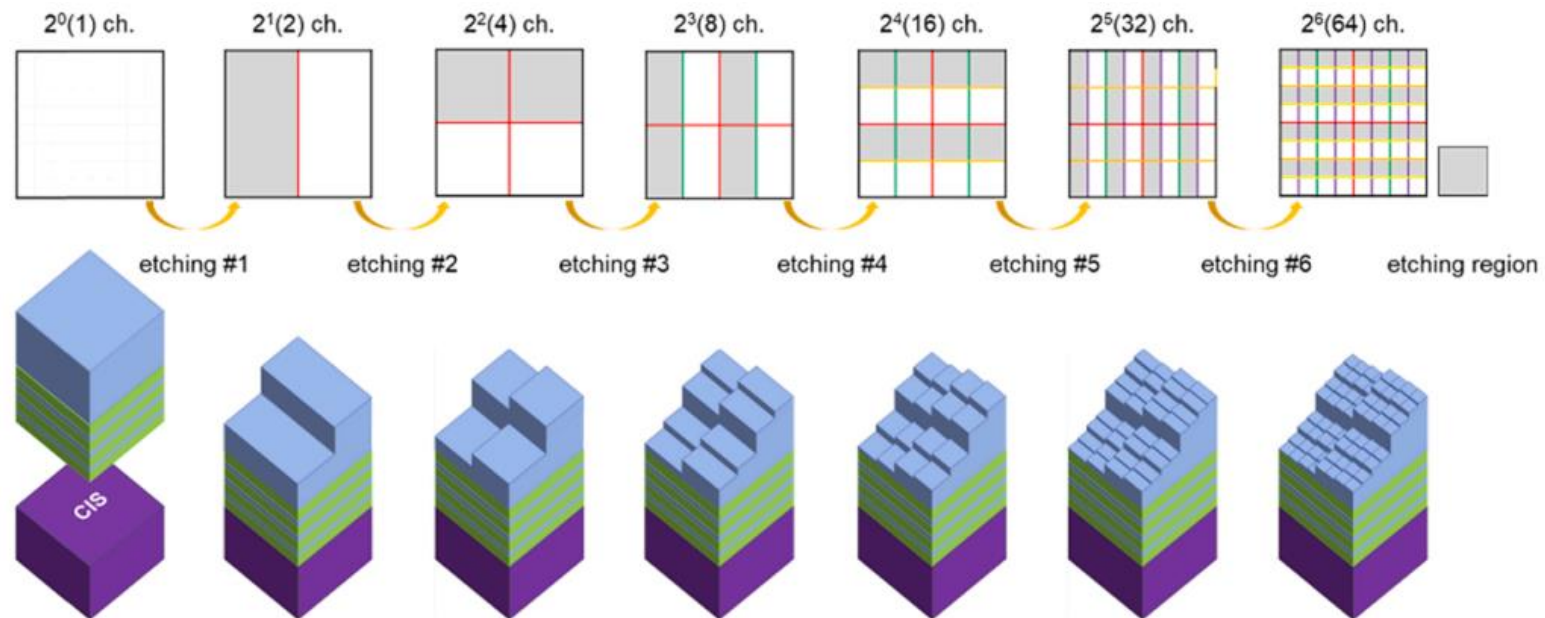 2⁰(1) ch. 2¹(2) ch. 2²(4) ch. 2³(8) ch. 2⁴(16) ch. 2⁵(32) ch. 2⁶(64) ch.
etching #1 etching #2 etching #3 etching #4 etching #5 etching #6 etching region
CIS